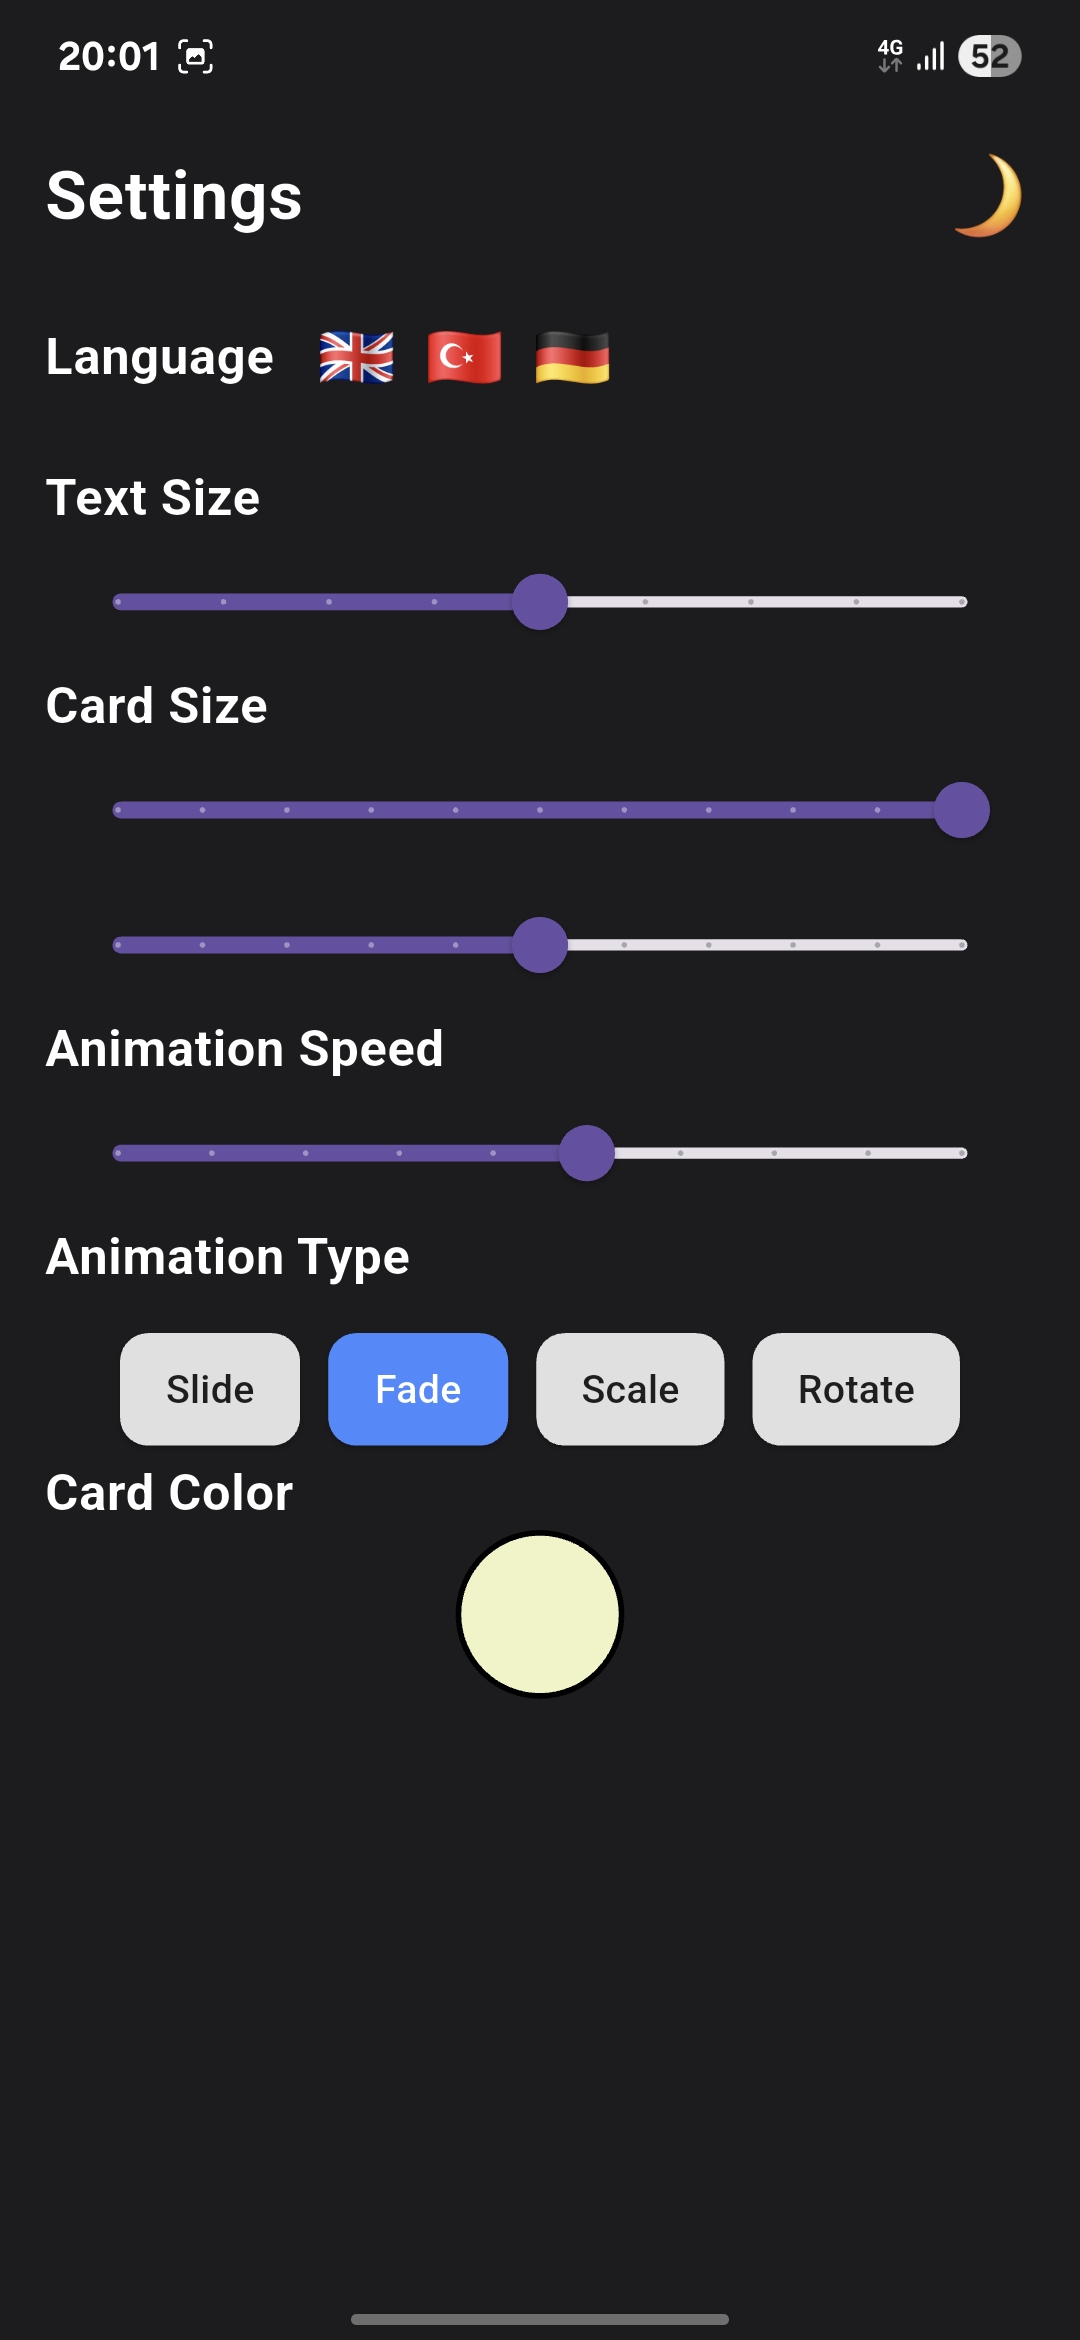 20:01 4G 52
Settings
Language
Text Size
Card Size
Animation Speed
Animation Type
Slide Fade Scale Rotate
Card Color